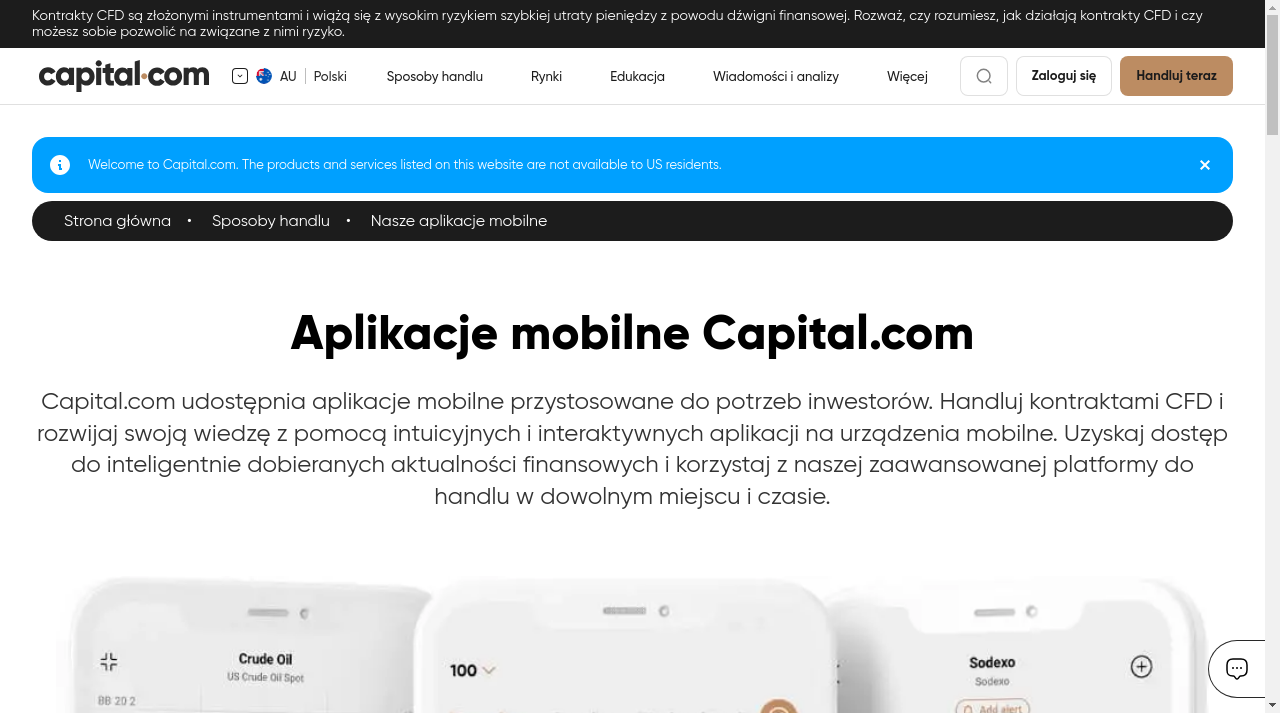 Kontrakty CFD są złożonymi instrumentami i wiążą się z wysokim ryzykiem szybkiej utraty pieniędzy z powodu dźwigni finansowej. Rozważ, czy rozumiesz, jak działają kontrakty CFD i czy
możesz sobie pozwolić na związane z nimi ryzyko.
capital.com
AU
Polski
Sposoby handlu
Rynki
Edukacja
Wiadomości i analizy
Więcej
Zaloguj się
Handluj teraz
Welcome to Capital.com. The products and services listed on this website are not available to US residents.
Strona główna • Sposoby handlu • Nasze aplikacje mobilne
Aplikacje mobilne Capital.com
Capital.com udostępnia aplikacje mobilne przystosowane do potrzeb inwestorów. Handluj kontraktami CFD i
rozwijaj swoją wiedzę z pomocą intuicyjnych i interaktywnych aplikacji na urządzenia mobilne. Uzyskaj dostęp
do inteligentnie dobieranych aktualności finansowych i korzystaj z naszej zaawansowanej platformy do
handlu w dowolnym miejscu i czasie.
Crude Oil
US Crude Oil Spot
BB 20 2
100
Sodexo
Sodexo
Add alert